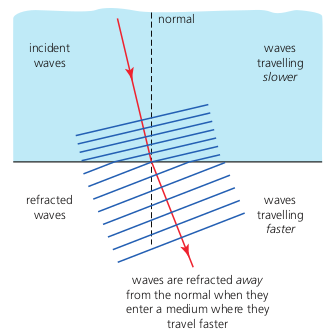 normal
incident
waves
waves
travelling
slower
refracted
waves
waves
travelling
faster
waves are refracted away
from the normal when they
enter a medium where they
travel faster